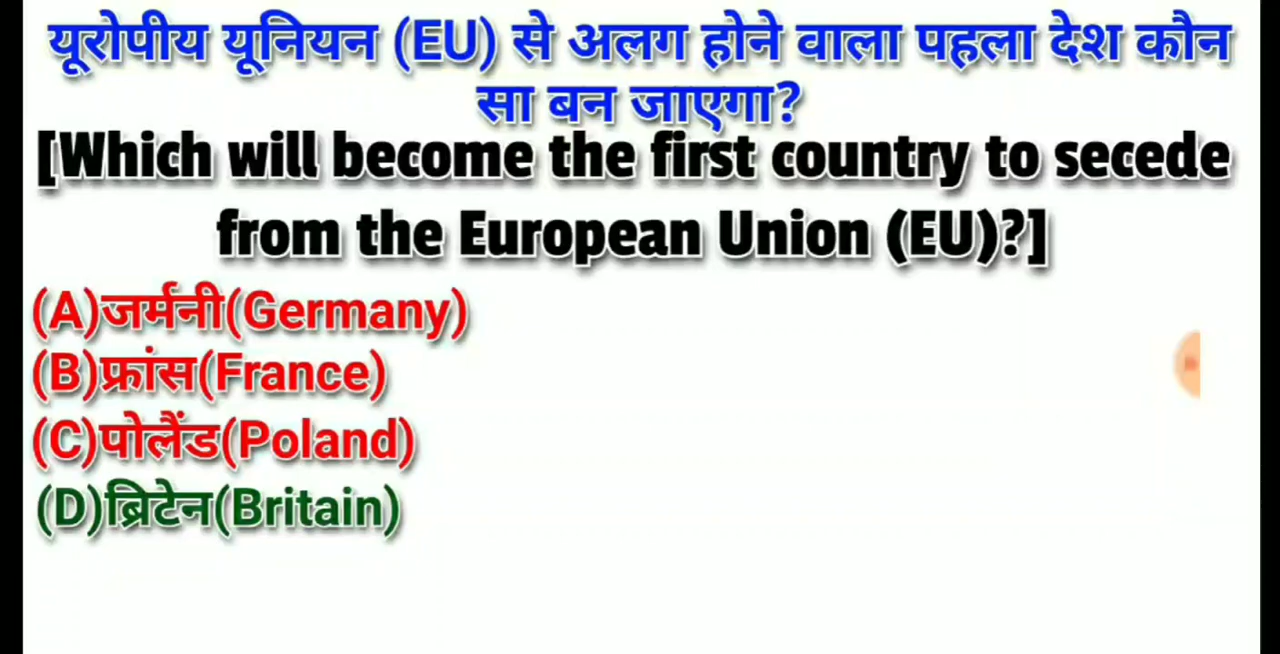 यूरोपीय यूनियन (EU) से अलग होने वाला पहला देश कौन
सा बन जाएगा?
[Which will become the first country to secede
from the European Union (EU)?]
(A)जर्मनी(Germany)
(B)फ्रांस(France)
(C)पोलैंड(Poland)
(D)ब्रिटेन(Britain)